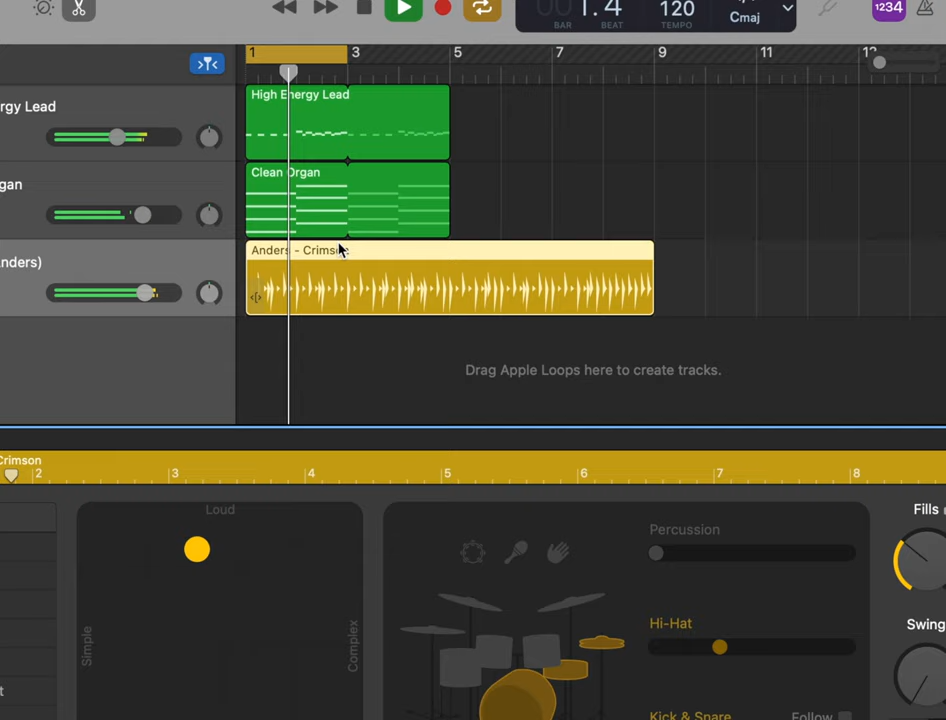 00 1.4 120 Cmaj
BAR BEAT TEMPO
1234
1 3 5 7 9 11
rgy Lead
High Energy Lead
gan
Clean Organ
nders)
Anders - Crimson
Drag Apple Loops here to create tracks.
Crimson
2 3 4 5 6 7 8
Loud
Simple
Complex
Percussion
Hi-Hat
Kick & Snare
Follow
Fills
Swing
t